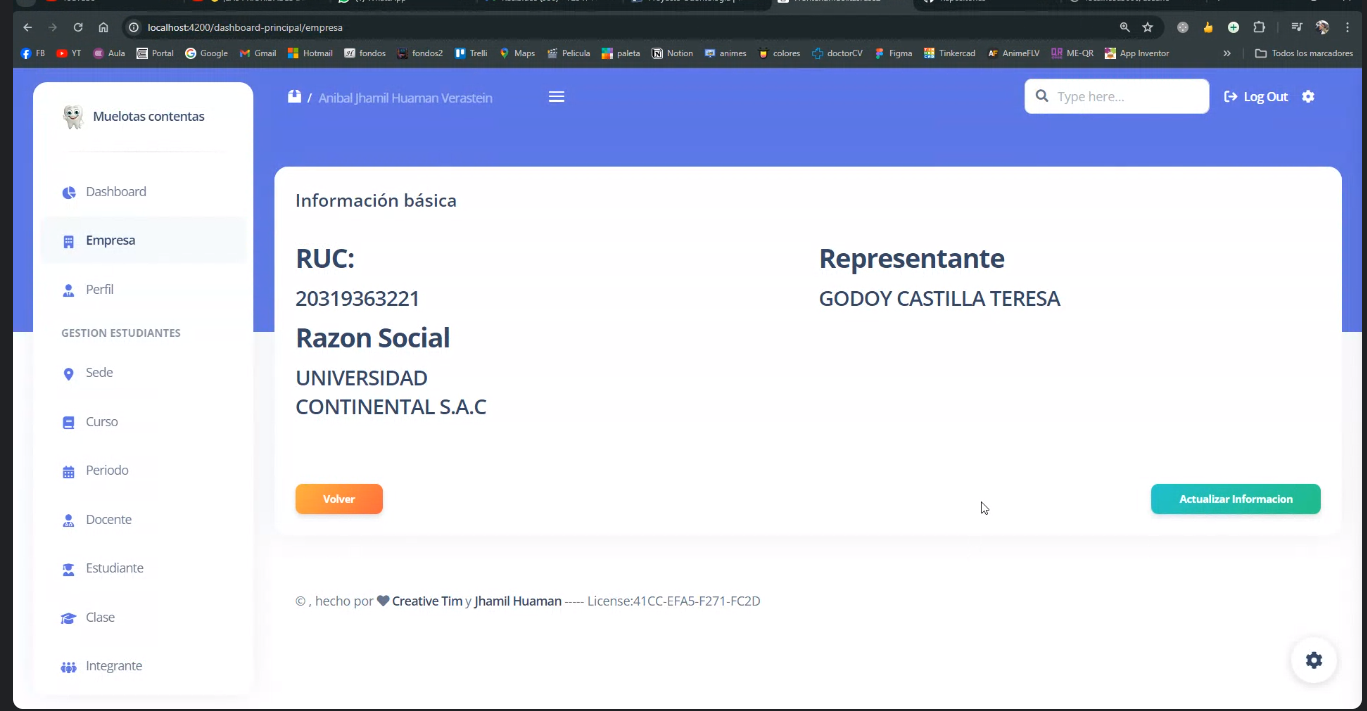 localhost:4200/dashboard-principal/empresa
FB YT Aula Portal Google Gmail Hotmail fondos fondos2 Trelli Maps Pelicula paleta Notion animes colores doctorCV Figma Tinkercad AnimeFLV ME-QR App Inventor » Todos los marcadores
Muelotas contentas
/ Anibal Jhamil Huaman Verastein
Type here...
Log Out
Dashboard
Empresa
Perfil
GESTION ESTUDIANTES
Sede
Curso
Periodo
Docente
Estudiante
Clase
Integrante
Información básica
RUC:
20319363221
Razon Social
UNIVERSIDAD
CONTINENTAL S.A.C
Representante
GODOY CASTILLA TERESA
Volver
Actualizar Informacion
© , hecho por Creative Tim y Jhamil Huaman ----- License:41CC-EFA5-F271-FC2D